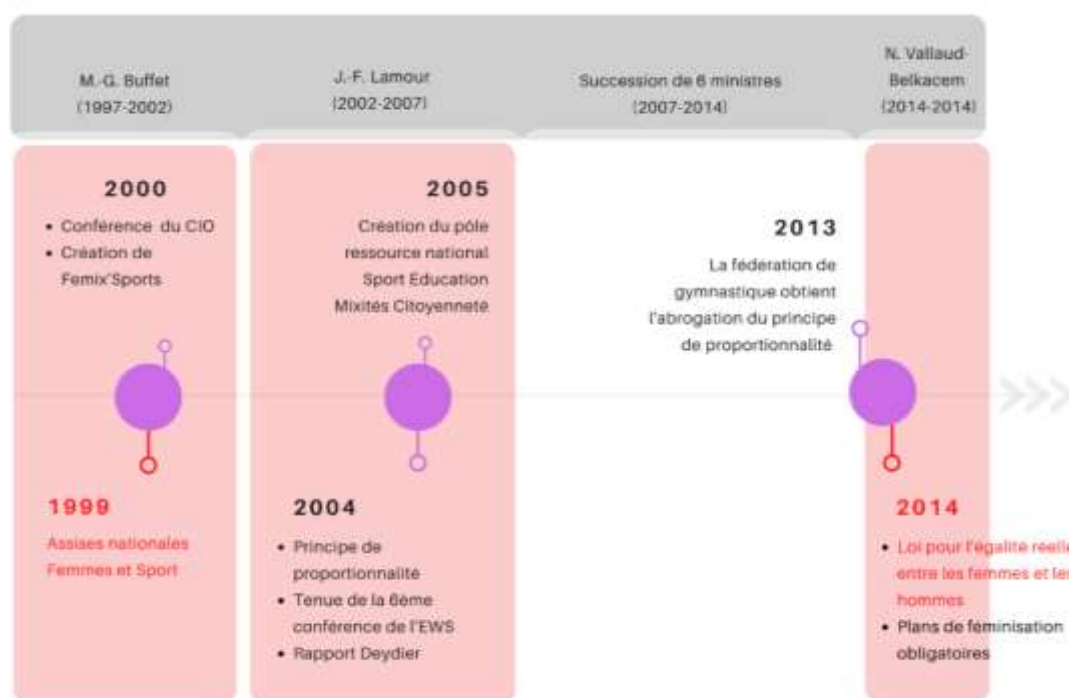 M.-G. Buffet
(1997-2002)
J.-F. Lamour
(2002-2007)
Succession de 6 ministres
(2007-2014)
N. Vallaud-
Belkacem
(2014-2014)
2000
• Conférence du CIO
• Création de
Femix'Sports
2005
Création du pôle
ressource national
Sport Education
Mixités Citoyenneté
2013
La fédération de
gymnastique obtient
l'abrogation du principe
de proportionnalité
1999
Assises nationales
Femmes et Sport
2004
• Principe de
proportionnalité
• Tenue de la 6ème
conférence de l'EWS
• Rapport Deydier
2014
• Loi pour l'égalité réelle
entre les femmes et les
hommes
• Plans de féminisation
obligatoires